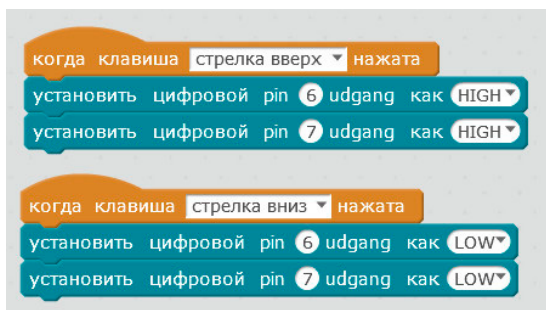 когда клавиша стрелка вверх нажата
установить цифровой pin 6 udgang как HIGH
установить цифровой pin 7 udgang как HIGH
когда клавиша стрелка вниз нажата
установить цифровой pin 6 udgang как LOW
установить цифровой pin 7 udgang как LOW